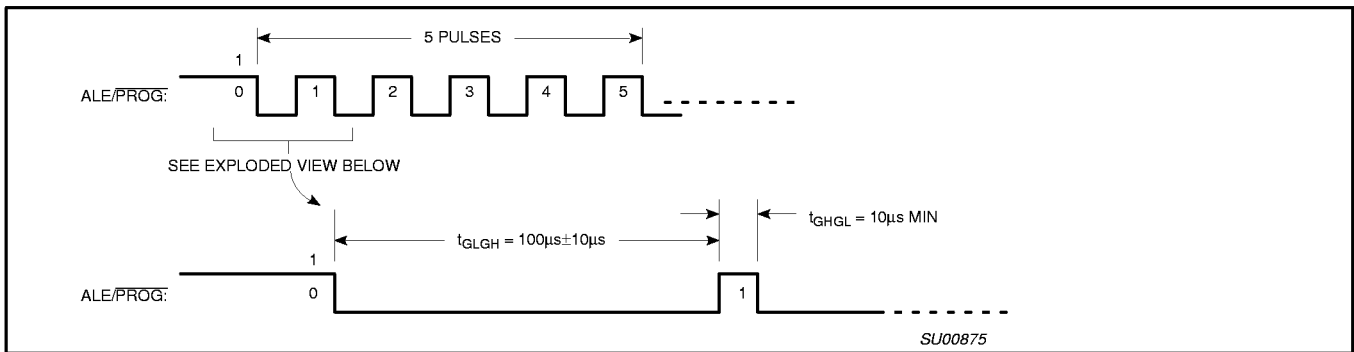 5 PULSES
1
ALE/PROG: 0 1 2 3 4 5
SEE EXPLODED VIEW BELOW
tGHGL = 10µs MIN
tGLGH = 100µs±10µs
1
ALE/PROG: 0 1
SU00875